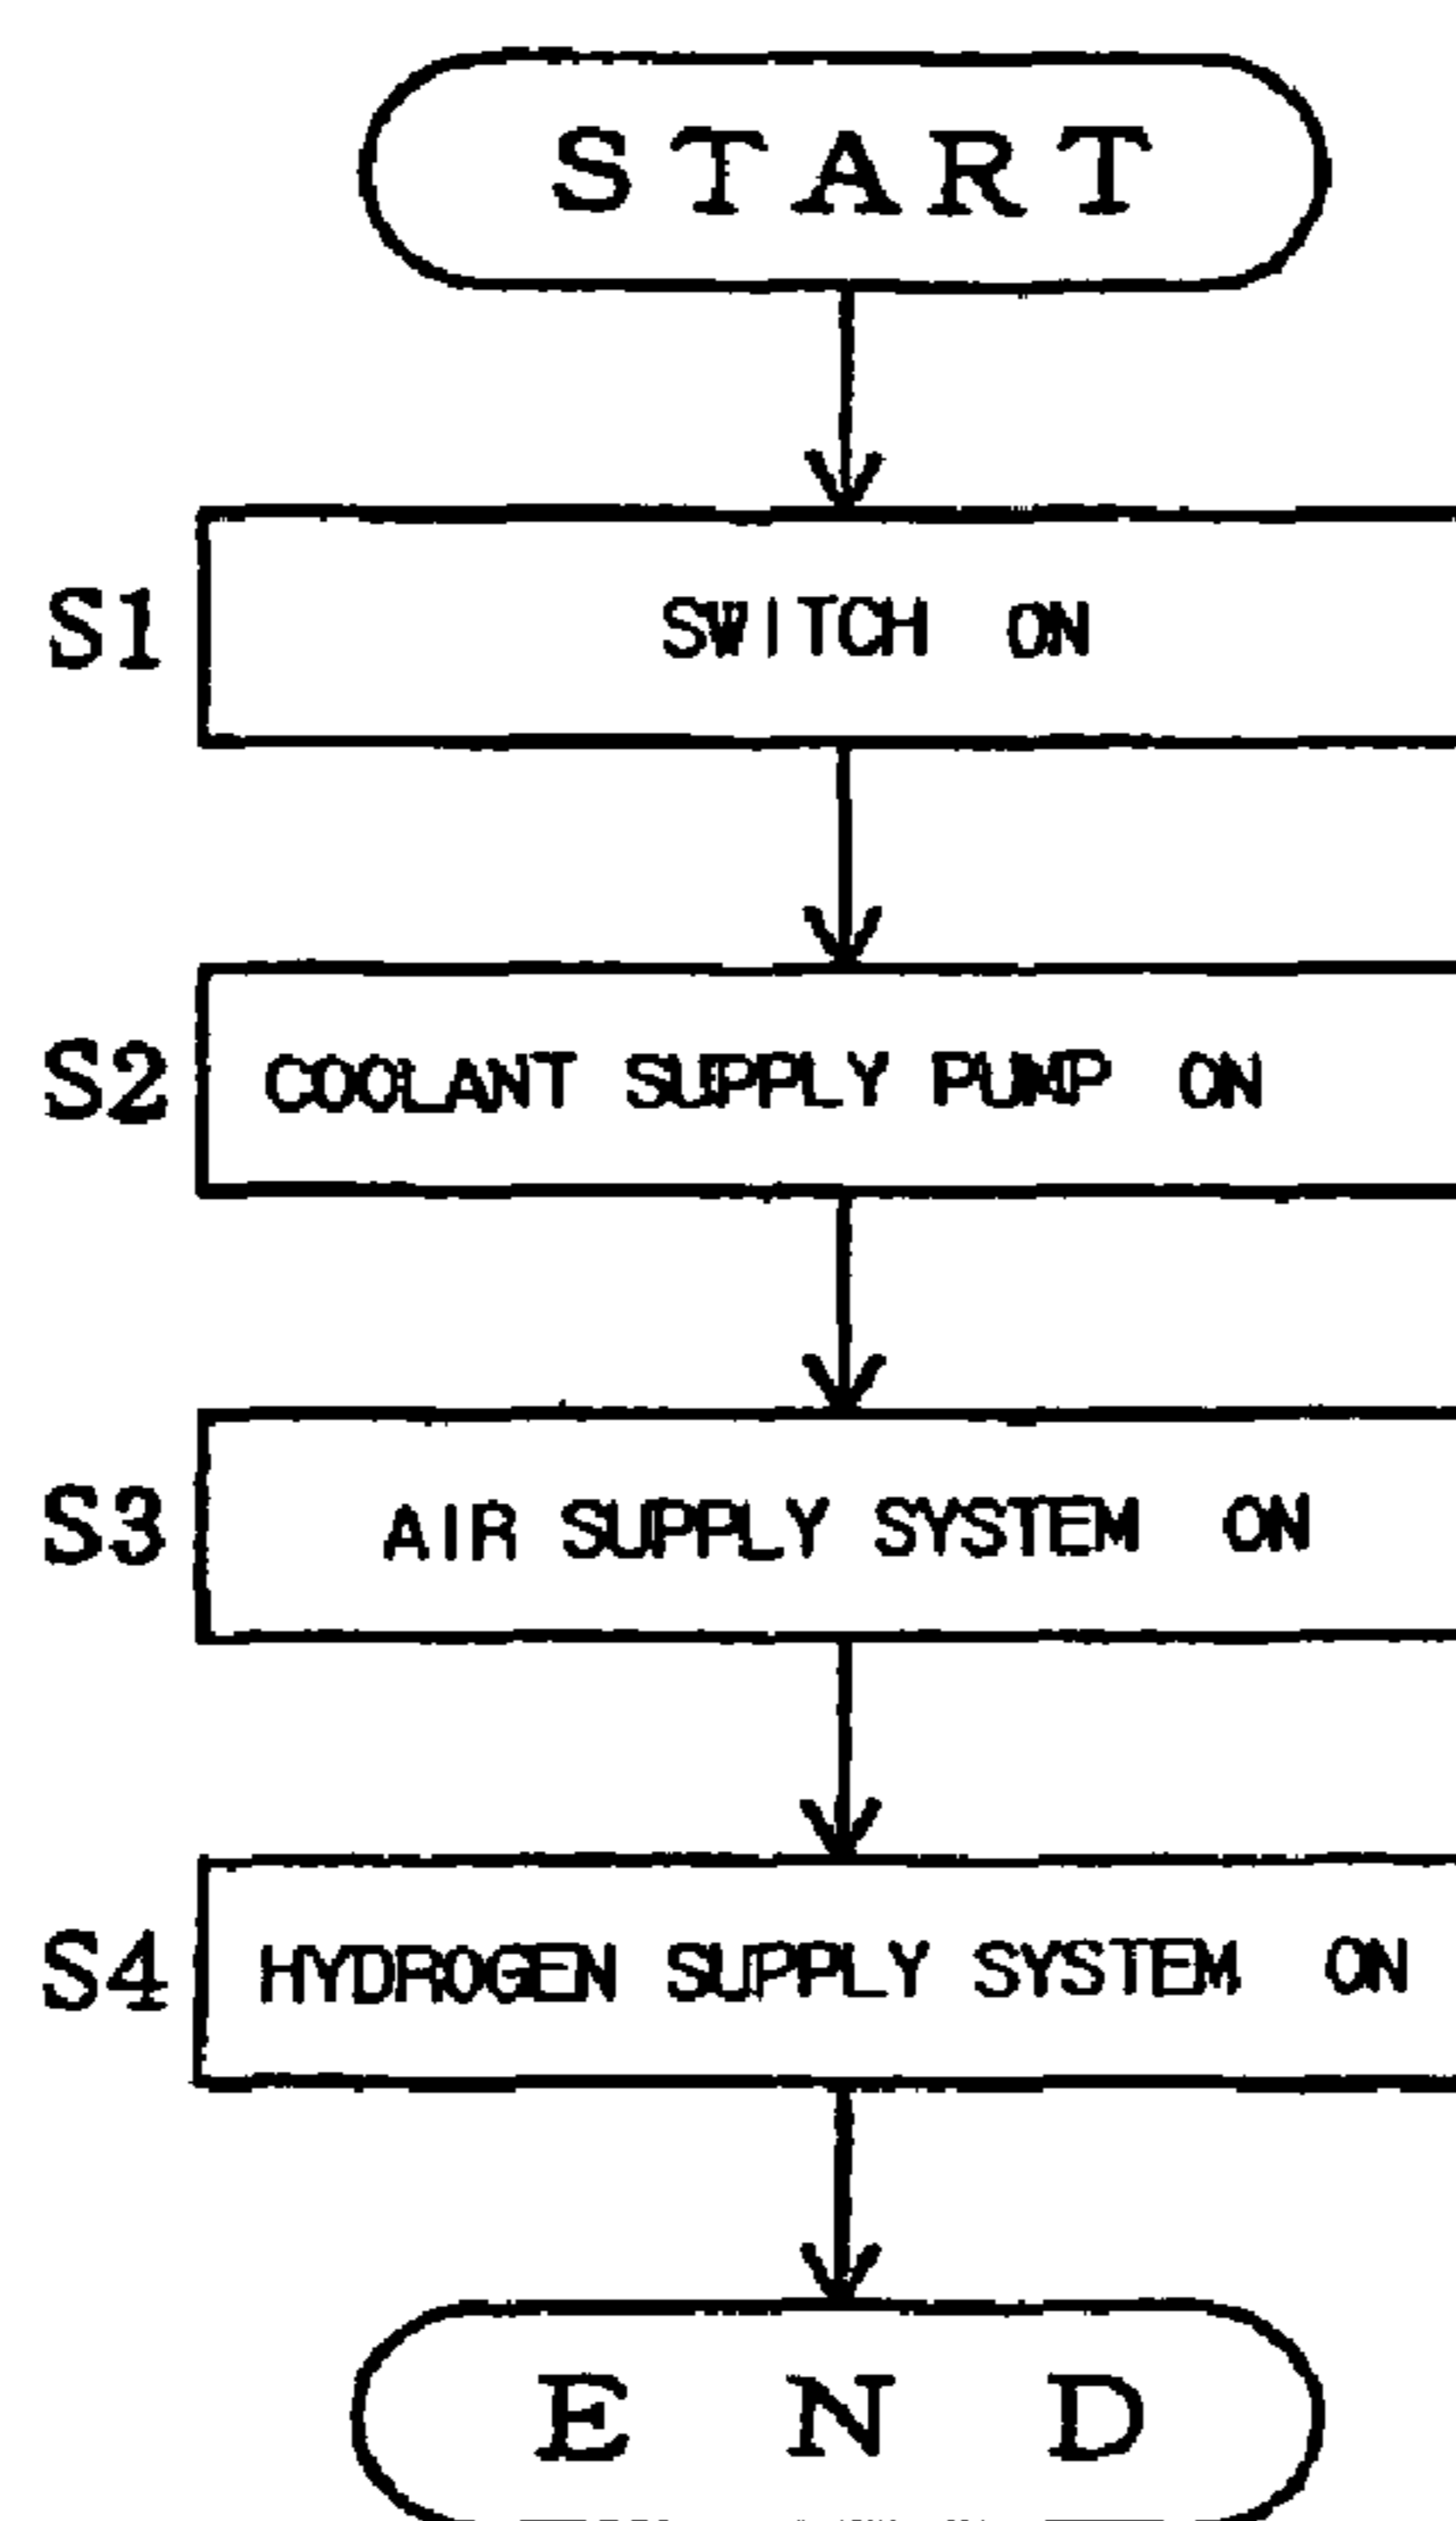 START
S1 SWITCH ON
S2 COOLANT SUPPLY PUMP ON
S3 AIR SUPPLY SYSTEM ON
S4 HYDROGEN SUPPLY SYSTEM ON
END